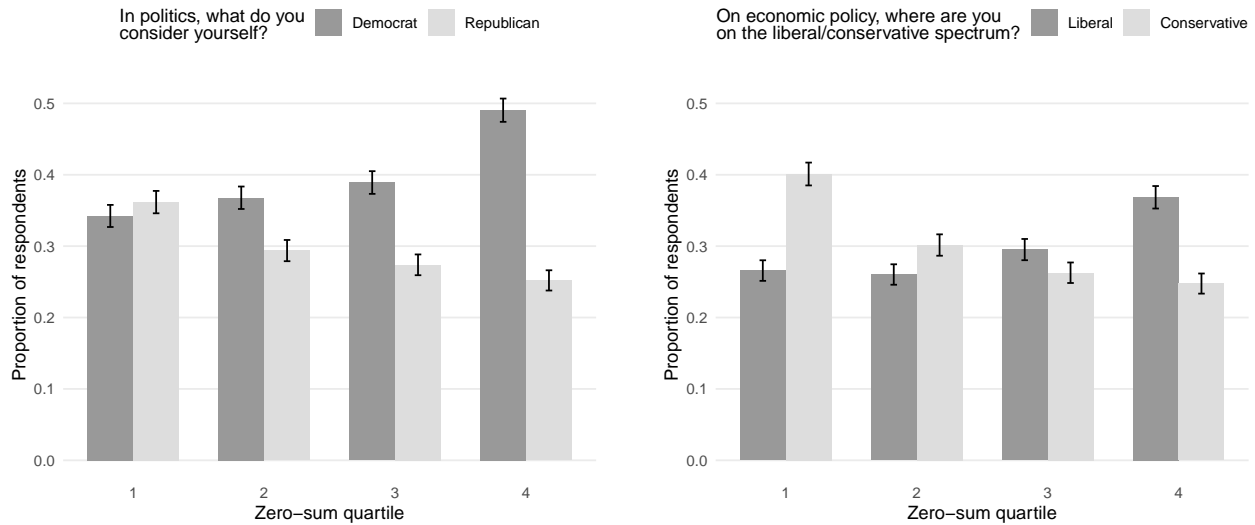 In politics, what do you
consider yourself?
Democrat
Republican
Proportion of respondents
0.5
0.4
0.3
0.2
0.1
0.0
1 2 3 4
Zero−sum quartile
On economic policy, where are you
on the liberal/conservative spectrum?
Liberal
Conservative
Proportion of respondents
0.5
0.4
0.3
0.2
0.1
0.0
1 2 3 4
Zero−sum quartile